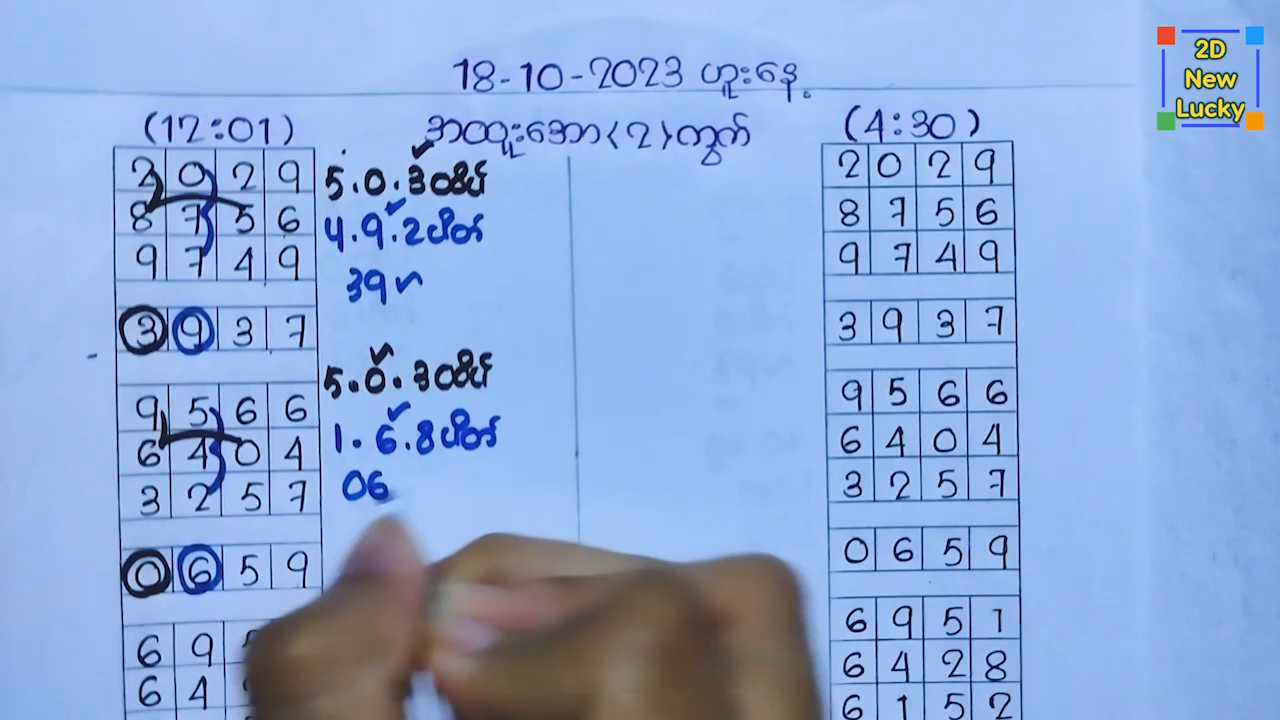 18-10-2023 ဟူးနေ့
2D
New
Lucky
(12:01)
အထူးအောဘ(2)ကွက်
(4:30)
2 0 2 9
8 7 5 6
9 7 4 9
3 9 3 7
9 5 6 6
6 4 0 4
3 2 5 7
0 6 5 9
6 9
6 4
5.0.30ထိပ်
4.9.2ပိတ်
39
5.0.30ထိပ်
1.6.8ပိတ်
06
2 0 2 9
8 7 5 6
9 7 4 9
3 9 3 7
9 5 6 6
6 4 0 4
3 2 5 7
0 6 5 9
6 9 5 1
6 4 2 8
6 1 5 2